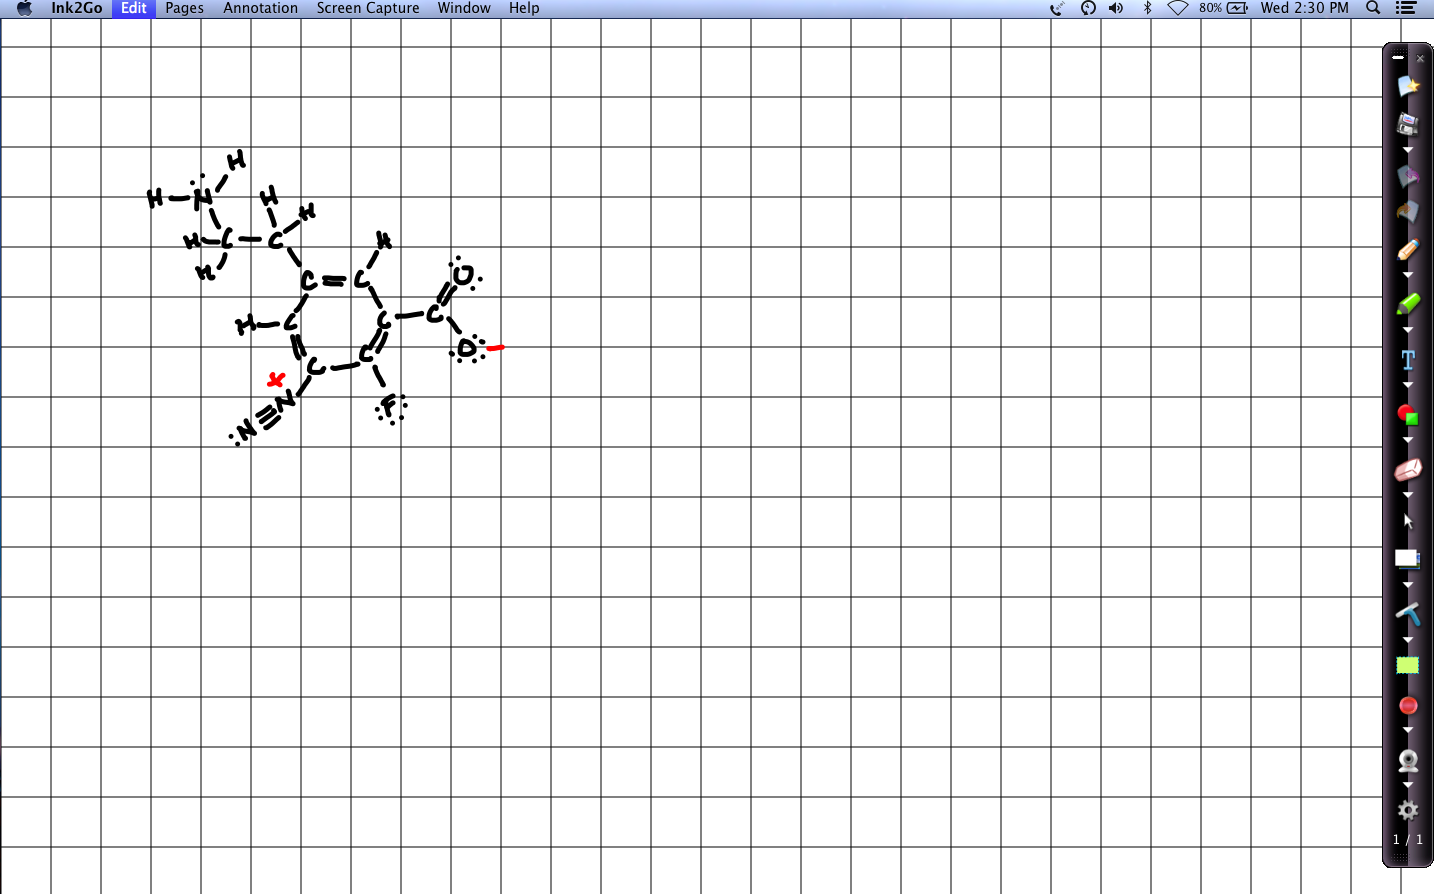 Ink2Go Edit Pages Annotation Screen Capture Window Help 80% Wed 2:30 PM
H
H N
H
H
H C C
H
H
C = C
O
H C
C C
O −
C C
N
N ≡
F
T
1 / 1